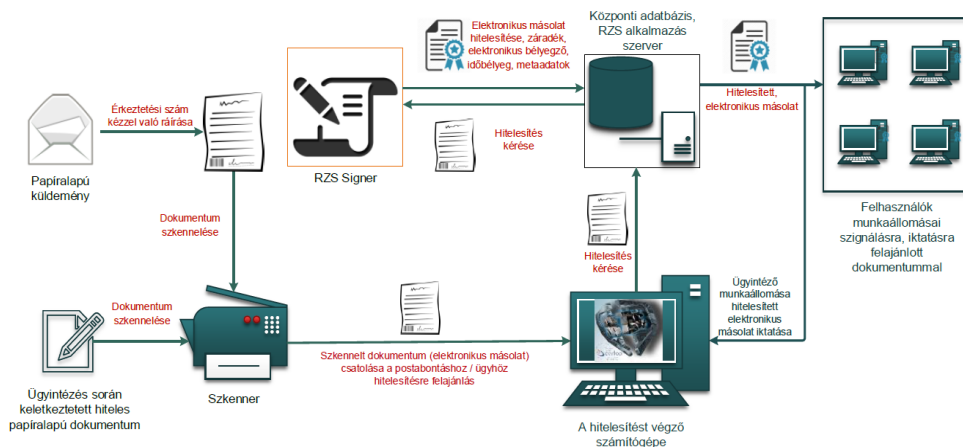 Elektronikus másolat
hitelesítése, záradék,
elektronikus bélyegző,
időbélyeg, metaadatok
Központi adatbázis,
RZS alkalmazás
szerver
Érkeztetési szám
kézzel való ráírása
Hitelesített,
elektronikus másolat
Hitelesítés
kérése
Papíralapú
küldemény
RZS Signer
Dokumentum
szkennelése
Felhasználók
munkaállomásai
szignálásra, iktatásra
felajánlott
dokumentummal
Hitelesítés
kérése
Ügyintéző
munkaállomása
hitelesített
elektronikus
másolat iktatása
Dokumentum
szkennelése
Szkennelt dokumentum (elektronikus másolat)
csatolása a postabontáshoz / ügyhöz
hitelesítésre felajánlás
Ügyintézés során
keletkeztetett hiteles
papíralapú dokumentum
Szkenner
A hitelesítést végző
számítógépe